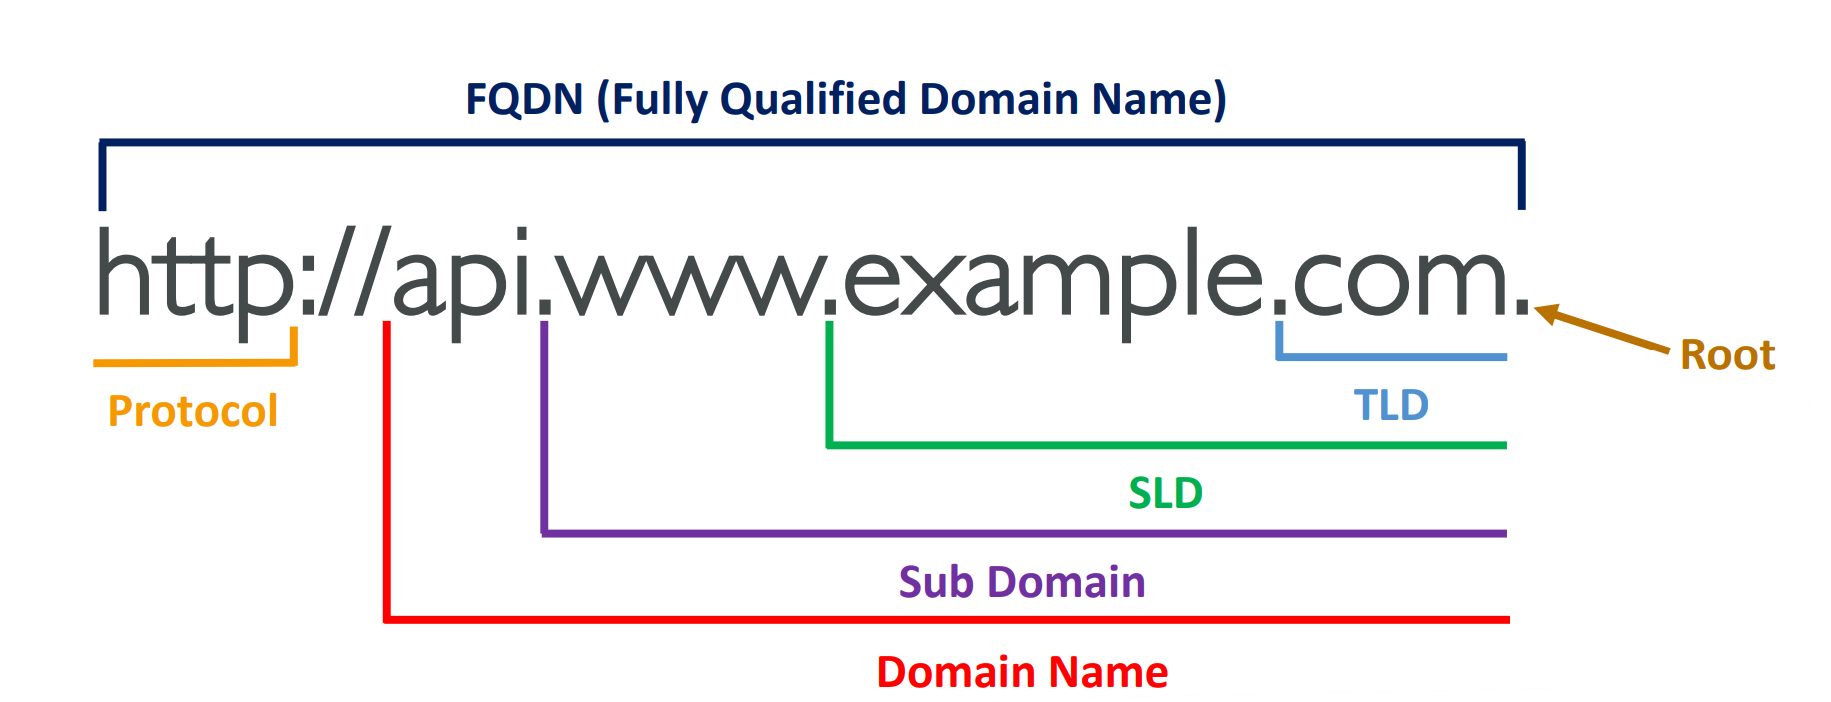 FQDN (Fully Qualified Domain Name)
http://api.www.example.com.
Root
Protocol
TLD
SLD
Sub Domain
Domain Name